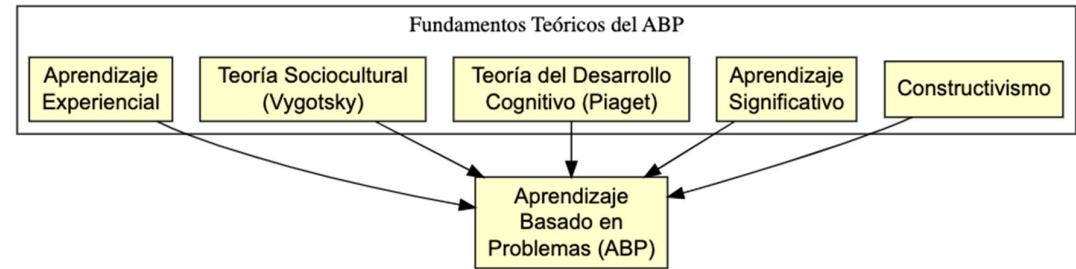 Fundamentos Teóricos del ABP
Aprendizaje
Experiencial
Teoría Sociocultural
(Vygotsky)
Teoría del Desarrollo
Cognitivo (Piaget)
Aprendizaje
Significativo
Constructivismo
Aprendizaje
Basado en
Problemas (ABP)